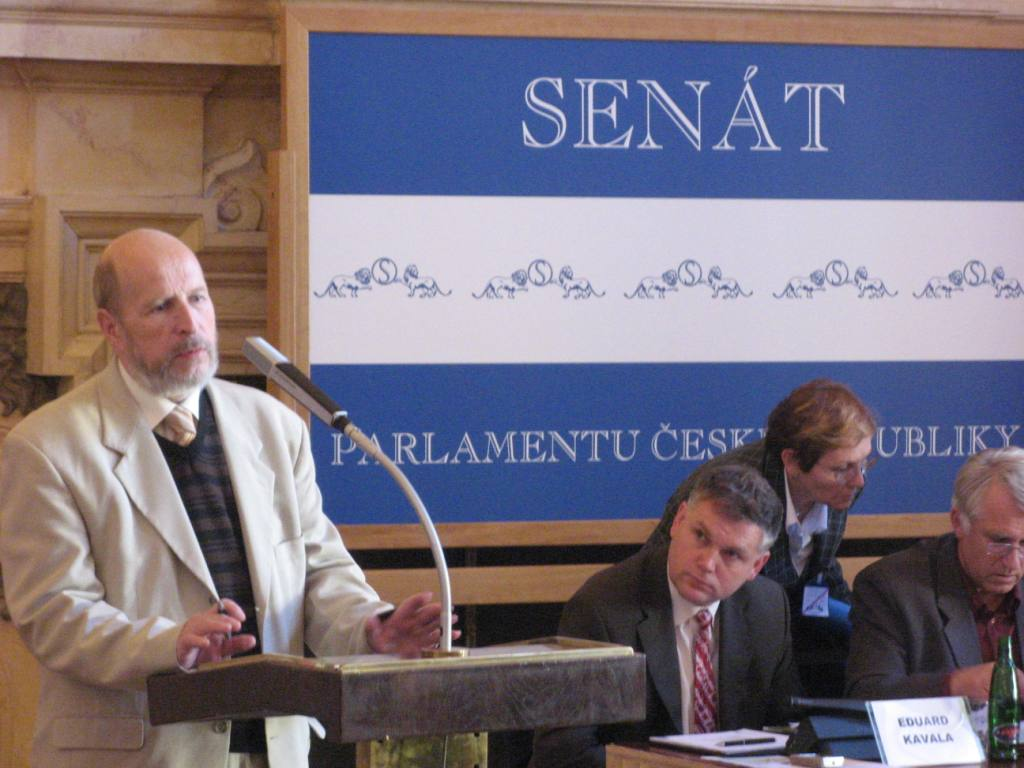 SENÁT
S S S S S
PARLAMENTU ČESK UBLIKY
EDUARD
KAVALA